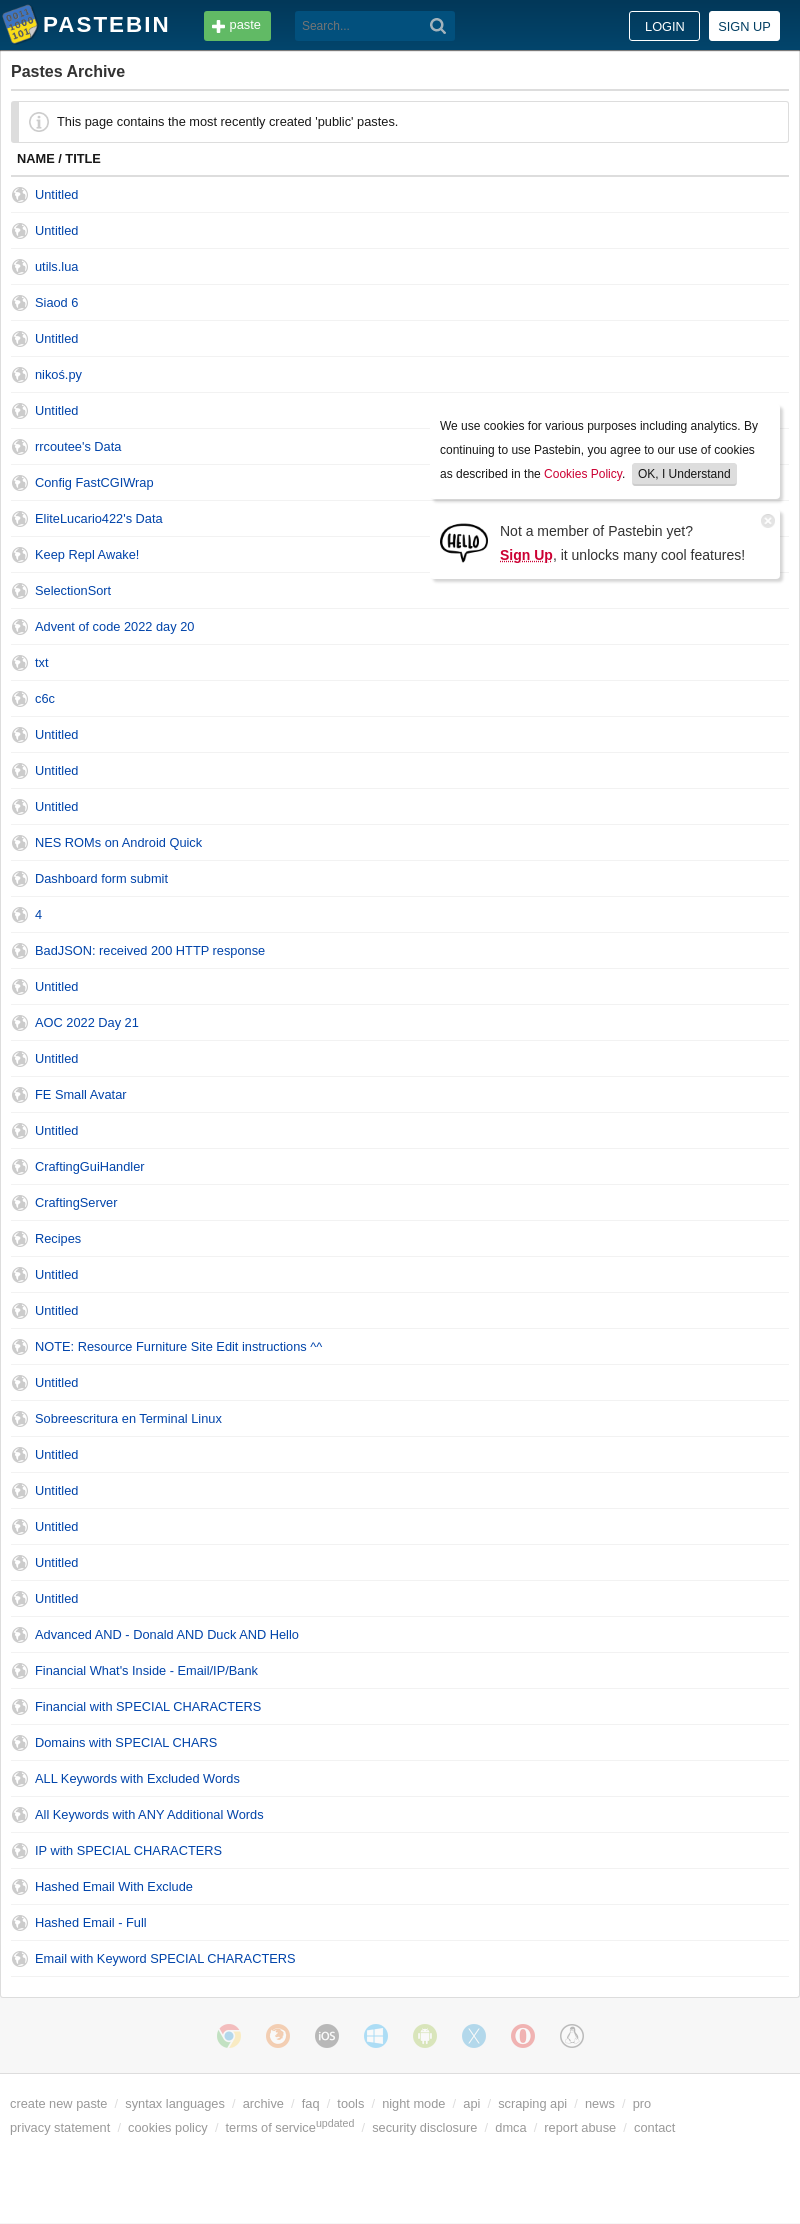 PASTEBIN
paste
Search...
LOGIN
SIGN UP
Pastes Archive
This page contains the most recently created 'public' pastes.
NAME / TITLE
Untitled
Untitled
utils.lua
Siaod 6
Untitled
nikoś.py
Untitled
rrcoutee's Data
Config FastCGIWrap
EliteLucario422's Data
Keep Repl Awake!
SelectionSort
We use cookies for various purposes including analytics. By
continuing to use Pastebin, you agree to our use of cookies
as described in the Cookies Policy. OK, I Understand
HELLO
Not a member of Pastebin yet?
Sign Up, it unlocks many cool features!
Advent of code 2022 day 20
txt
c6c
Untitled
Untitled
Untitled
NES ROMs on Android Quick
Dashboard form submit
4
BadJSON: received 200 HTTP response
Untitled
AOC 2022 Day 21
Untitled
FE Small Avatar
Untitled
CraftingGuiHandler
CraftingServer
Recipes
Untitled
Untitled
NOTE: Resource Furniture Site Edit instructions ^^
Untitled
Sobreescritura en Terminal Linux
Untitled
Untitled
Untitled
Untitled
Untitled
Advanced AND - Donald AND Duck AND Hello
Financial What's Inside - Email/IP/Bank
Financial with SPECIAL CHARACTERS
Domains with SPECIAL CHARS
ALL Keywords with Excluded Words
All Keywords with ANY Additional Words
IP with SPECIAL CHARACTERS
Hashed Email With Exclude
Hashed Email - Full
Email with Keyword SPECIAL CHARACTERS
iOS
create new paste / syntax languages / archive / faq / tools / night mode / api / scraping api / news / pro
privacy statement / cookies policy / terms of serviceupdated / security disclosure / dmca / report abuse / contact